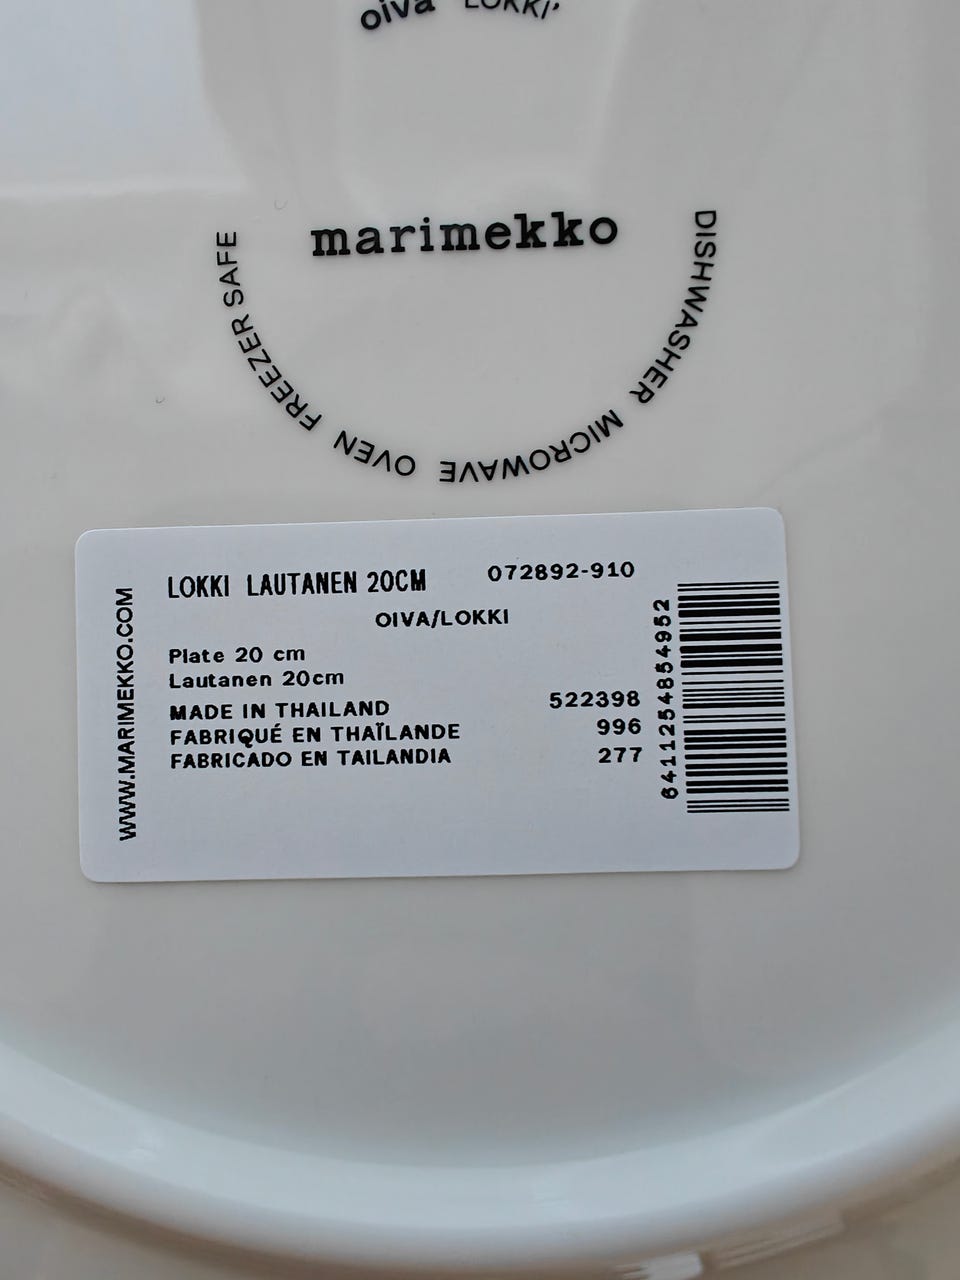 oiva LOKKI,
marimekko
DISHWASHER MICROWAVE OVEN FREEZER SAFE
WWW.MARIMEKKO.COM
LOKKI LAUTANEN 20CM 072892-910
OIVA/LOKKI
Plate 20 cm
Lautanen 20cm
MADE IN THAILAND 522398
FABRIQUÉ EN THAÏLANDE 996
FABRICADO EN TAILANDIA 277
6411254854952